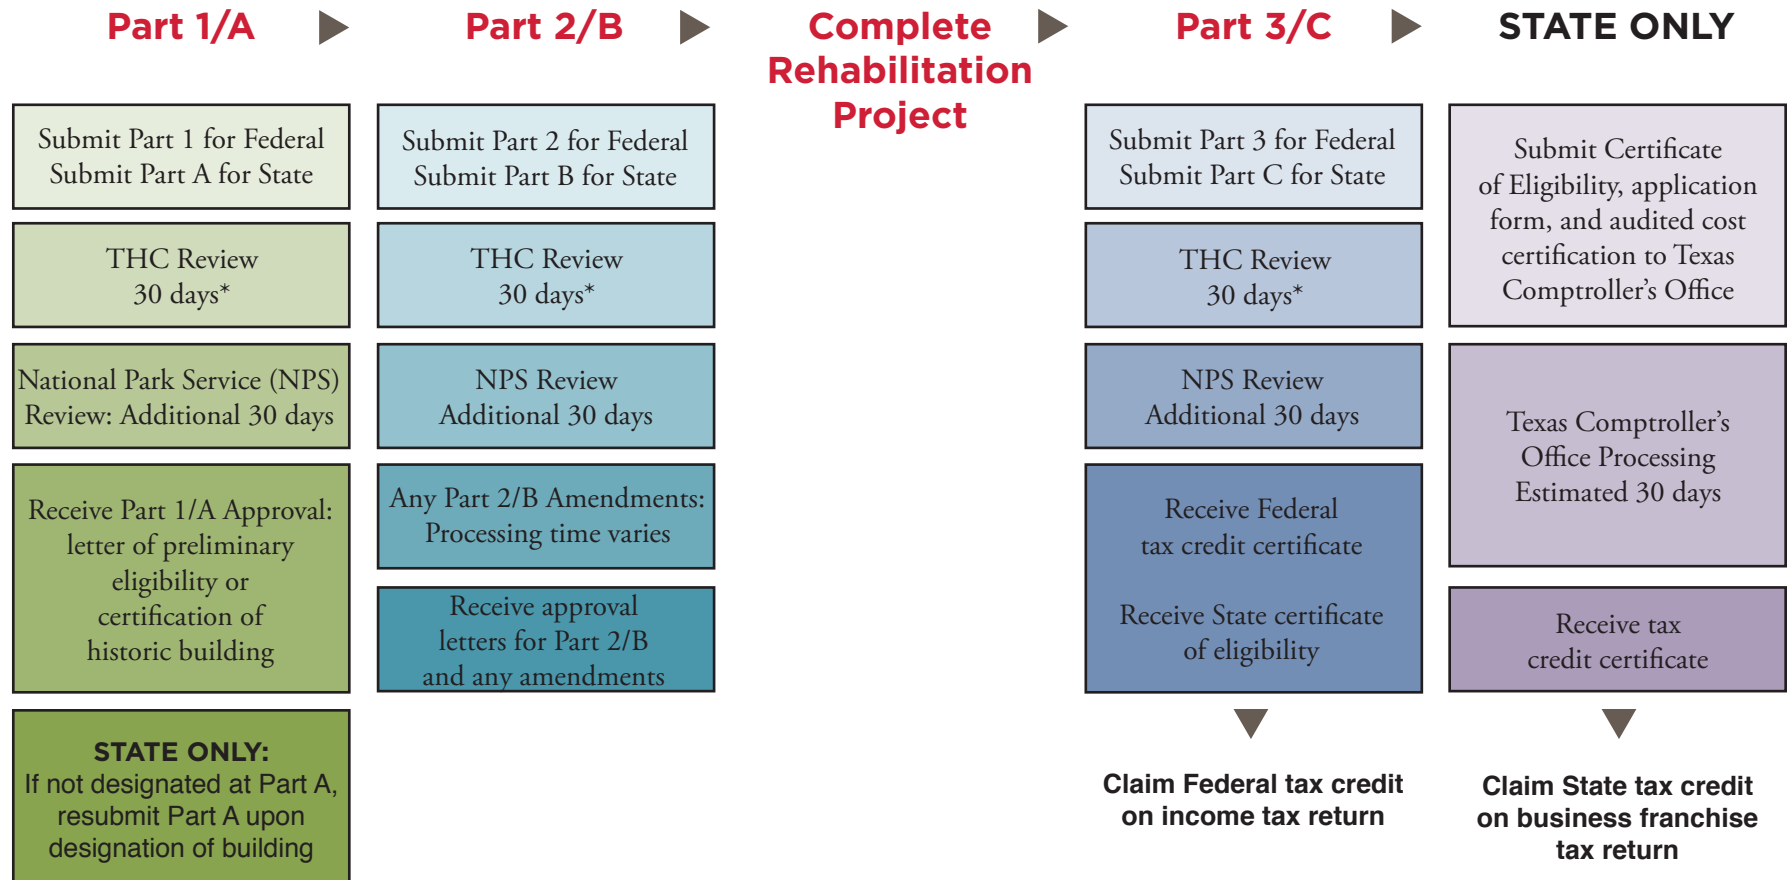 Part 1/A
Part 2/B
Complete
Rehabilitation
Project
Part 3/C
STATE ONLY
Submit Part 1 for Federal
Submit Part A for State
THC Review
30 days*
National Park Service (NPS)
Review: Additional 30 days
Receive Part 1/A Approval:
letter of preliminary
eligibility or
certification of
historic building
STATE ONLY:
If not designated at Part A,
resubmit Part A upon
designation of building
Submit Part 2 for Federal
Submit Part B for State
THC Review
30 days*
NPS Review
Additional 30 days
Any Part 2/B Amendments:
Processing time varies
Receive approval
letters for Part 2/B
and any amendments
Submit Part 3 for Federal
Submit Part C for State
THC Review
30 days*
NPS Review
Additional 30 days
Receive Federal
tax credit certificate
Receive State certificate
of eligibility
Claim Federal tax credit
on income tax return
Submit Certificate
of Eligibility, application
form, and audited cost
certification to Texas
Comptroller’s Office
Texas Comptroller’s
Office Processing
Estimated 30 days
Receive tax
credit certificate
Claim State tax credit
on business franchise
tax return